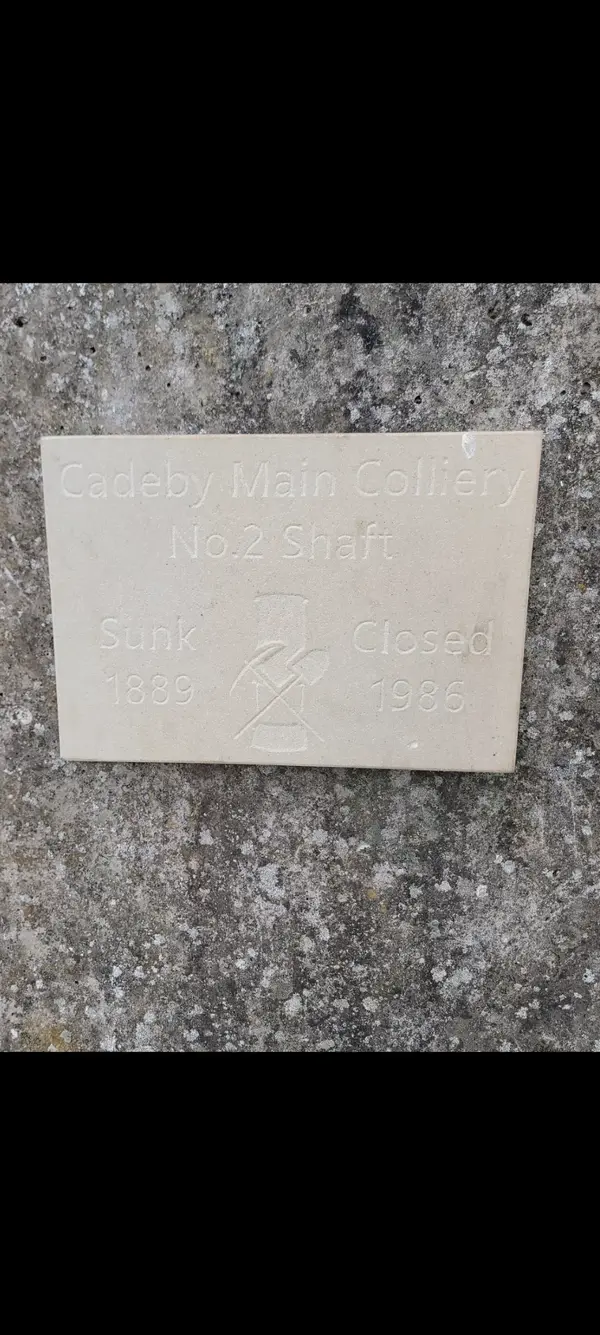 Cadeby Main Colliery
No.2 Shaft
Sunk Closed
1889 1986